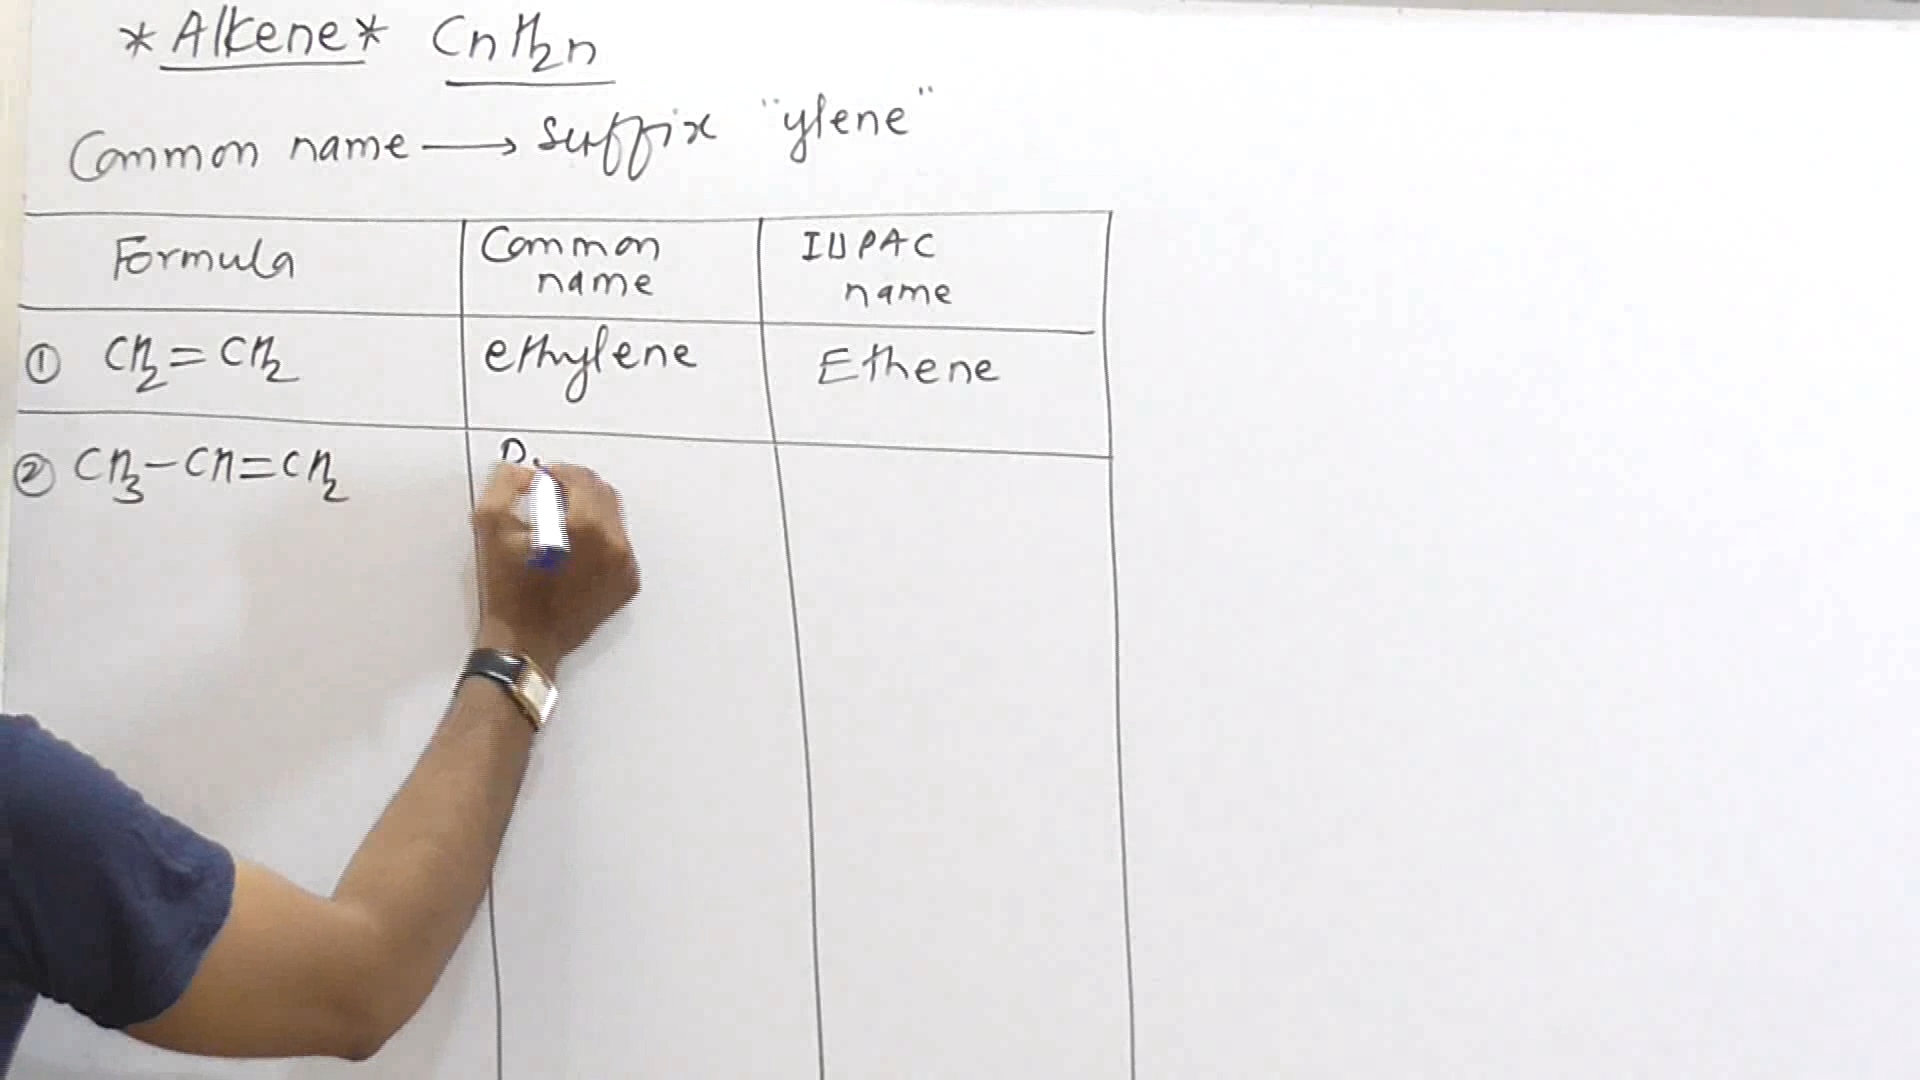 *Alkene* CnH2n
Common name → suffix "ylene"
Formula Common name IUPAC name
① CH2=CH2 ethylene Ethene
② CH3-CH=CH2